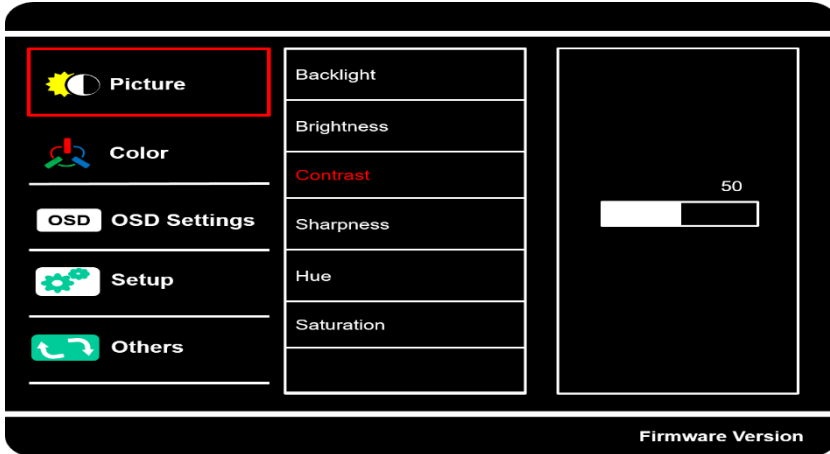 Picture
Color
OSD OSD Settings
Setup
Others
Backlight
Brightness
Contrast
Sharpness
Hue
Saturation
50
Firmware Version